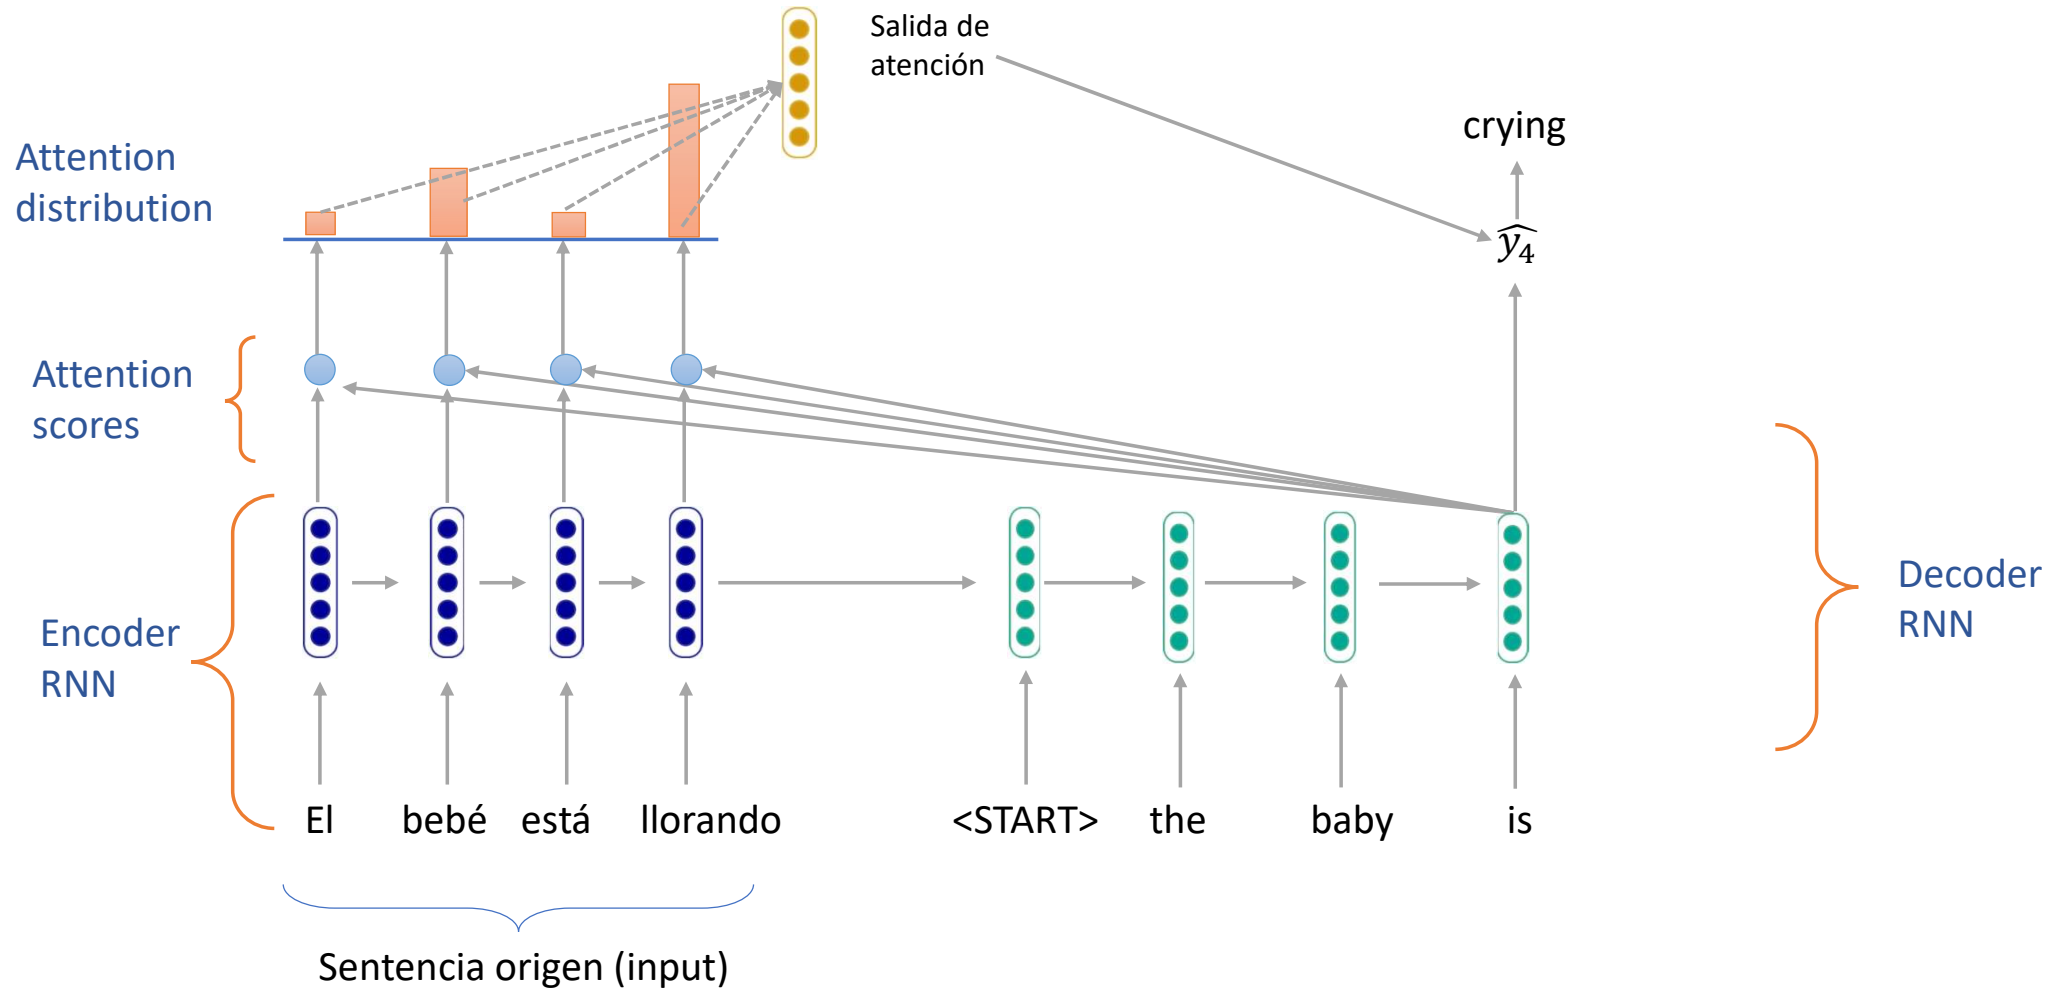 Salida de
atención
crying
Attention
distribution
ŷ₄
Attention
scores
Decoder
RNN
Encoder
RNN
El bebé está llorando <START> the baby is
Sentencia origen (input)